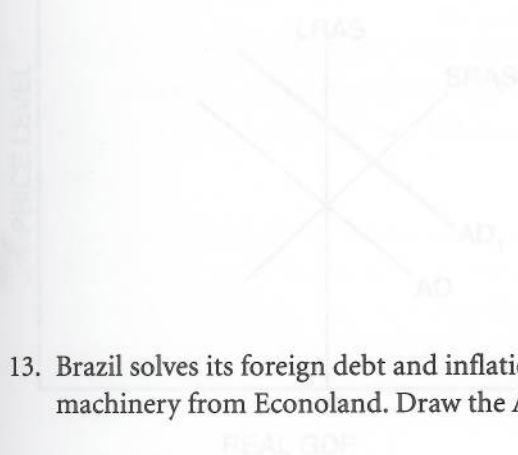 LRAS
SRAS
PRICE LEVEL
AD₁
AD
13. Brazil solves its foreign debt and
machinery from Econoland. Draw the
REAL GDP